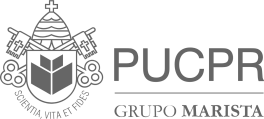 PUCPR
GRUPO MARISTA
SCIENTIA, VITA ET FIDES